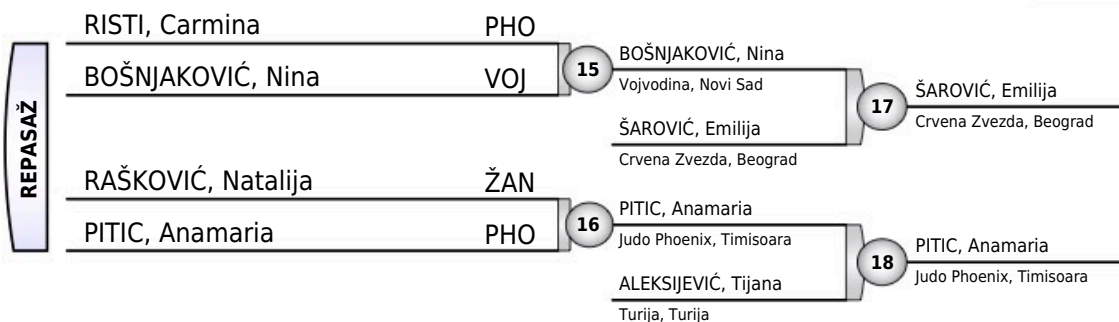 REPASAŽ
RISTI, Carmina PHO
BOŠNJAKOVIĆ, Nina VOJ
15
BOŠNJAKOVIĆ, Nina
Vojvodina, Novi Sad
ŠAROVIĆ, Emilija
Crvena Zvezda, Beograd
17
ŠAROVIĆ, Emilija
Crvena Zvezda, Beograd
RAŠKOVIĆ, Natalija ŽAN
PITIC, Anamaria PHO
16
PITIC, Anamaria
Judo Phoenix, Timisoara
ALEKSIJEVIĆ, Tijana
Turija, Turija
18
PITIC, Anamaria
Judo Phoenix, Timisoara